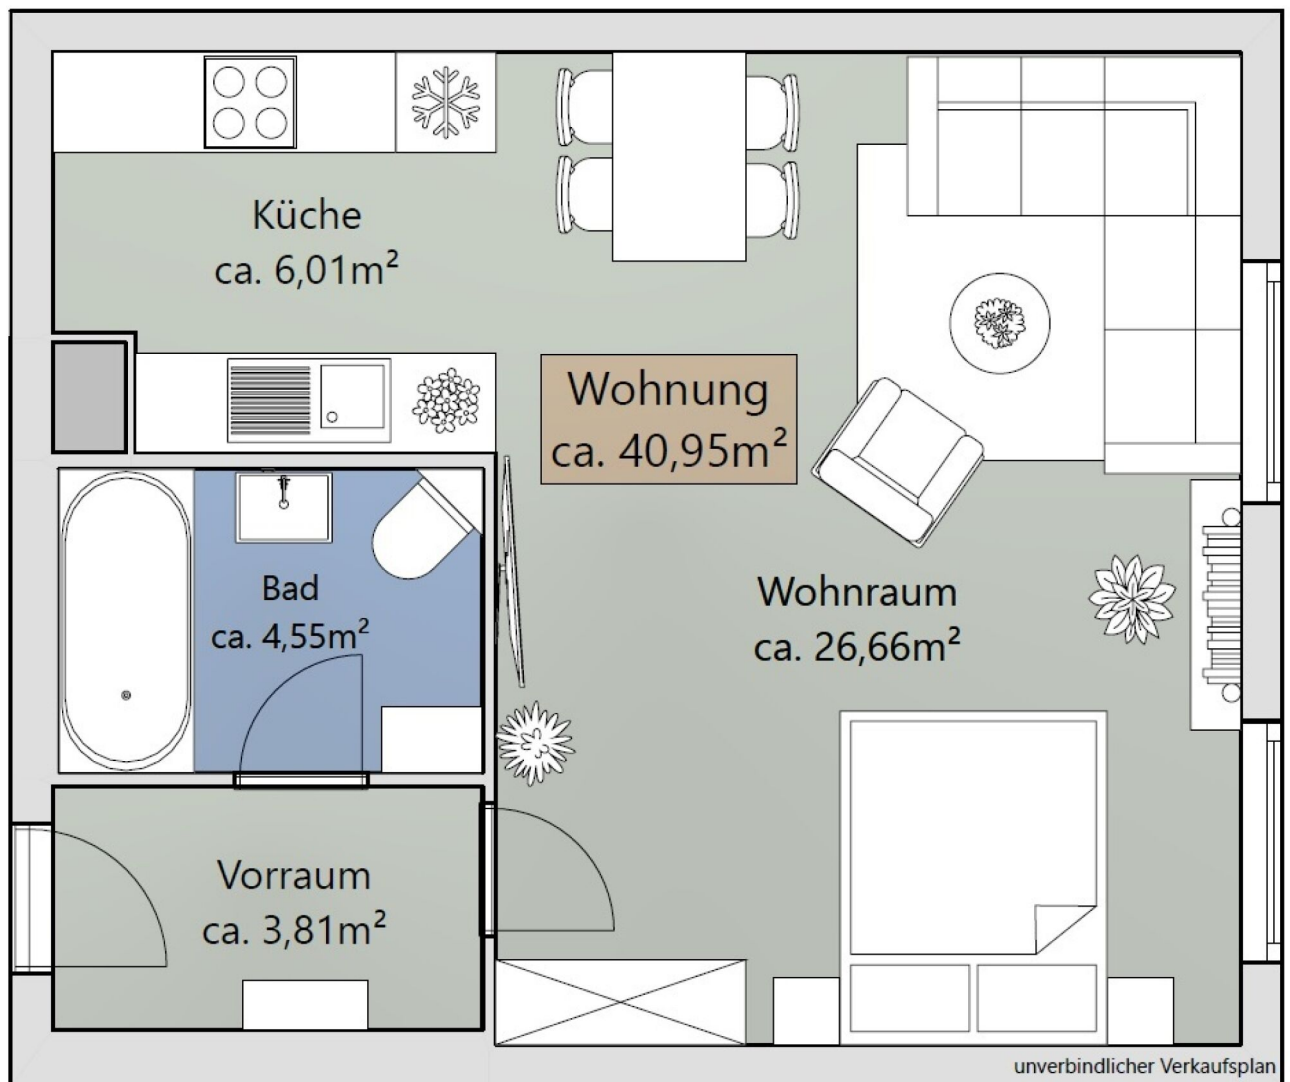 Küche
ca. 6,01m²
Wohnung
ca. 40,95m²
Bad
ca. 4,55m²
Wohnraum
ca. 26,66m²
Vorraum
ca. 3,81m²
unverbindlicher Verkaufsplan